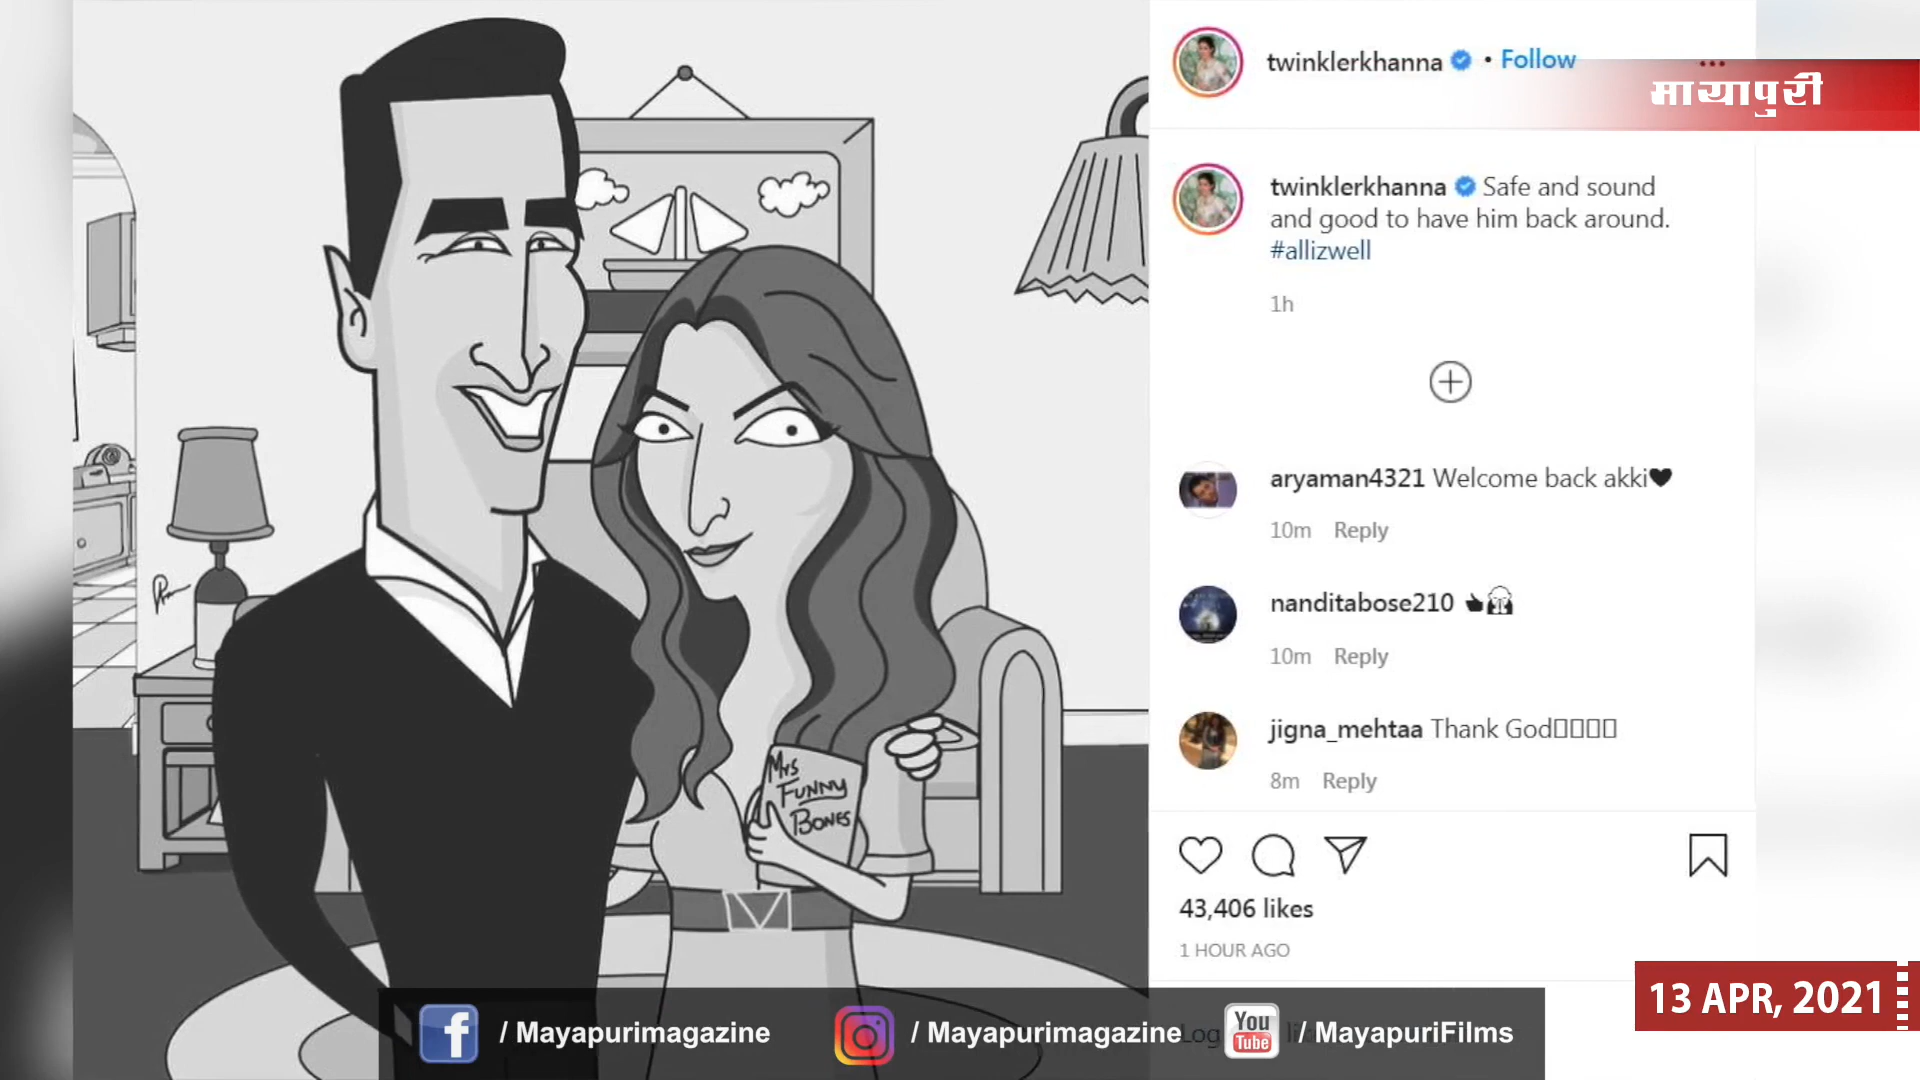 twinklerkhanna • Follow
मायापुरी
twinklerkhanna Safe and sound
and good to have him back around.
#allizwell
1h
aryaman4321 Welcome back akki🖤
10m Reply
nanditabose210
10m Reply
jigna_mehtaa Thank God
8m Reply
Mrs
Funny
Bones
43,406 likes
1 HOUR AGO
Log
13 APR, 2021
/ Mayapurimagazine
/ Mayapurimagazine
You
Tube
/ MayapuriFilms